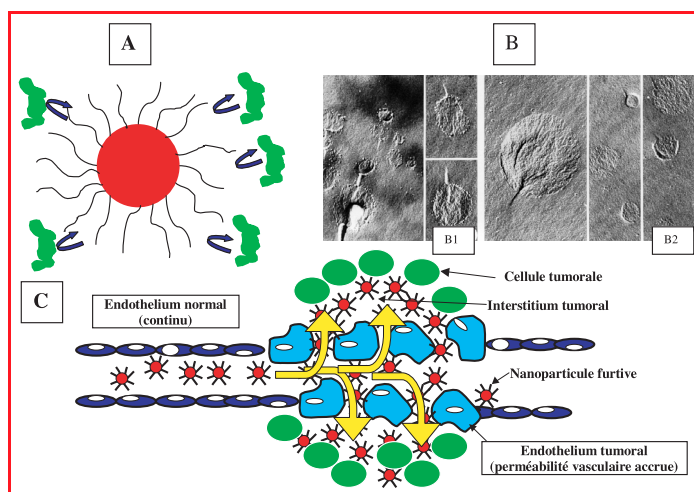 A
B
B1
B2
C
Cellule tumorale
Endothelium normal
(continu)
Interstitium tumoral
Nanoparticule furtive
Endothelium tumoral
(perméabilité vasculaire accrue)